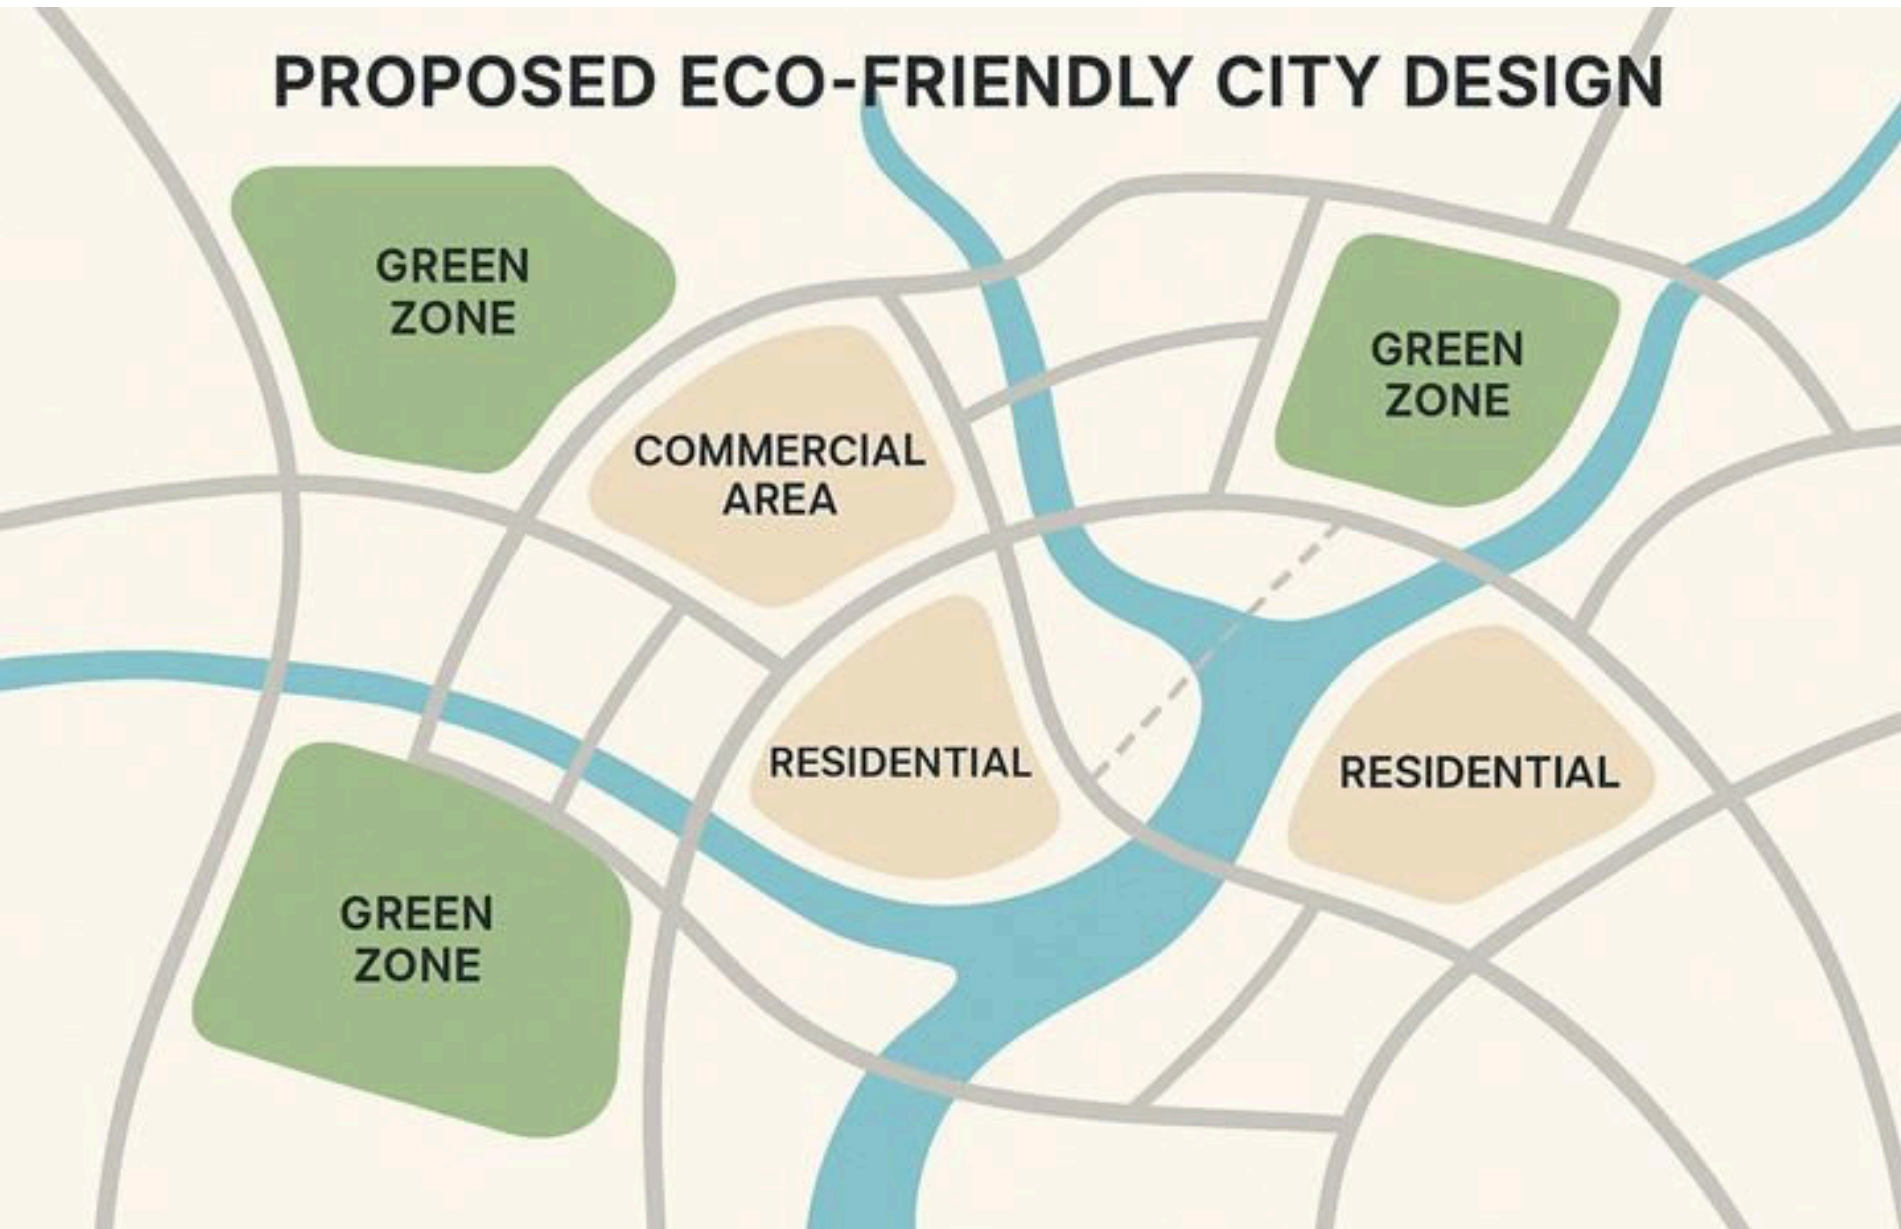 PROPOSED ECO-FRIENDLY CITY DESIGN
GREEN
ZONE
GREEN
ZONE
COMMERCIAL
AREA
RESIDENTIAL
RESIDENTIAL
GREEN
ZONE